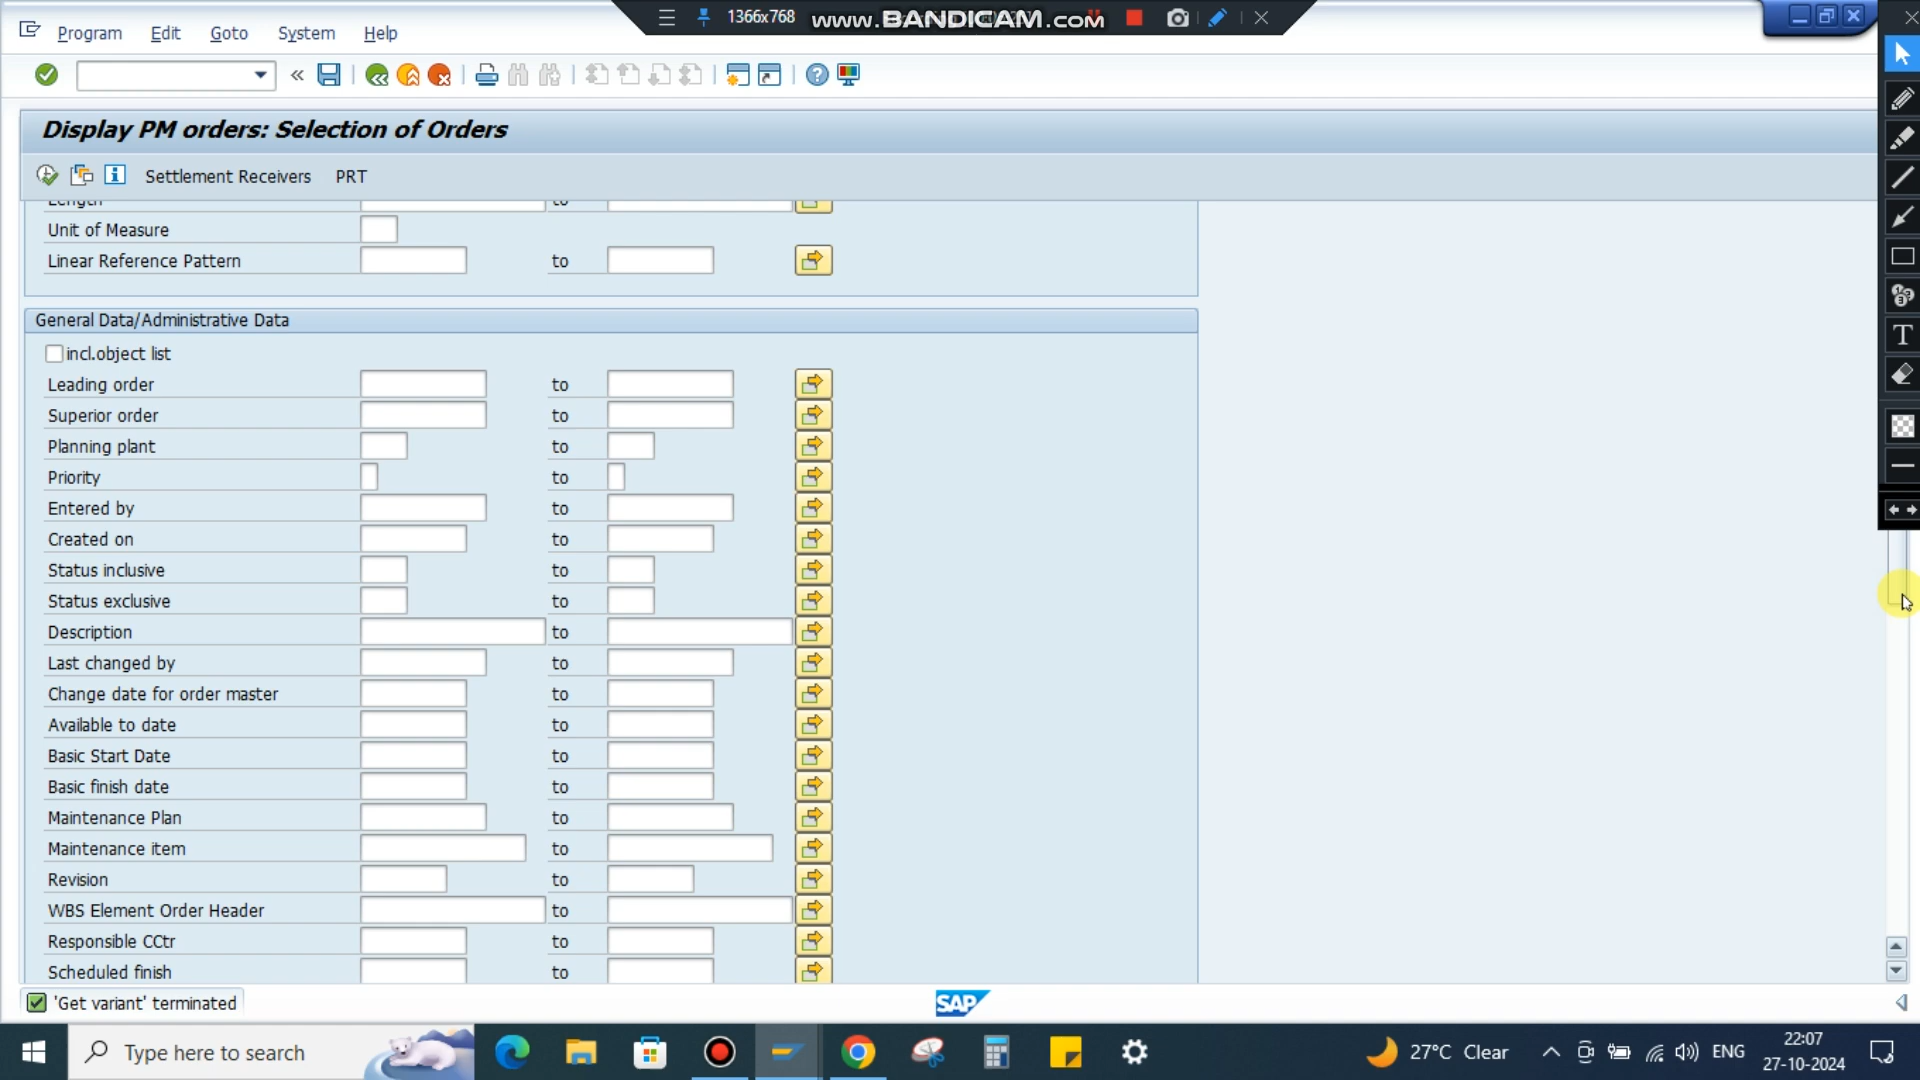 1366x768 www.BANDICAM.com
Program Edit Goto System Help
Display PM orders: Selection of Orders
Settlement Receivers PRT
Length to
Unit of Measure
Linear Reference Pattern to
General Data/Administrative Data
incl.object list
Leading order to
Superior order to
Planning plant to
Priority to
Entered by to
Created on to
Status inclusive to
Status exclusive to
Description to
Last changed by to
Change date for order master to
Available to date to
Basic Start Date to
Basic finish date to
Maintenance Plan to
Maintenance item to
Revision to
WBS Element Order Header to
Responsible CCtr to
Scheduled finish to
'Get variant' terminated
SAP
Type here to search
27°C Clear
ENG
22:07
27-10-2024
T